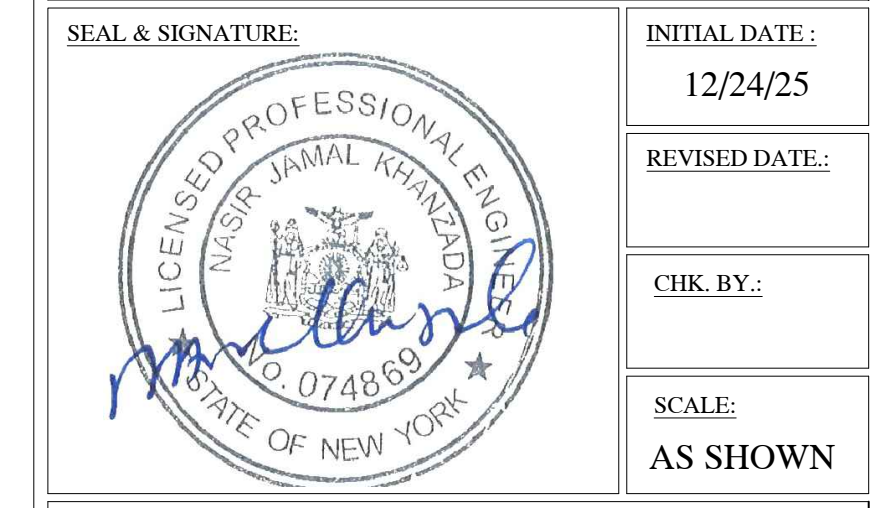 SEAL & SIGNATURE:
LICENSED PROFESSIONAL ENGINEER
NASIR JAMAL KHANZADA
No. 074869
STATE OF NEW YORK
INITIAL DATE :
12/24/25
REVISED DATE.:
CHK. BY.:
SCALE:
AS SHOWN